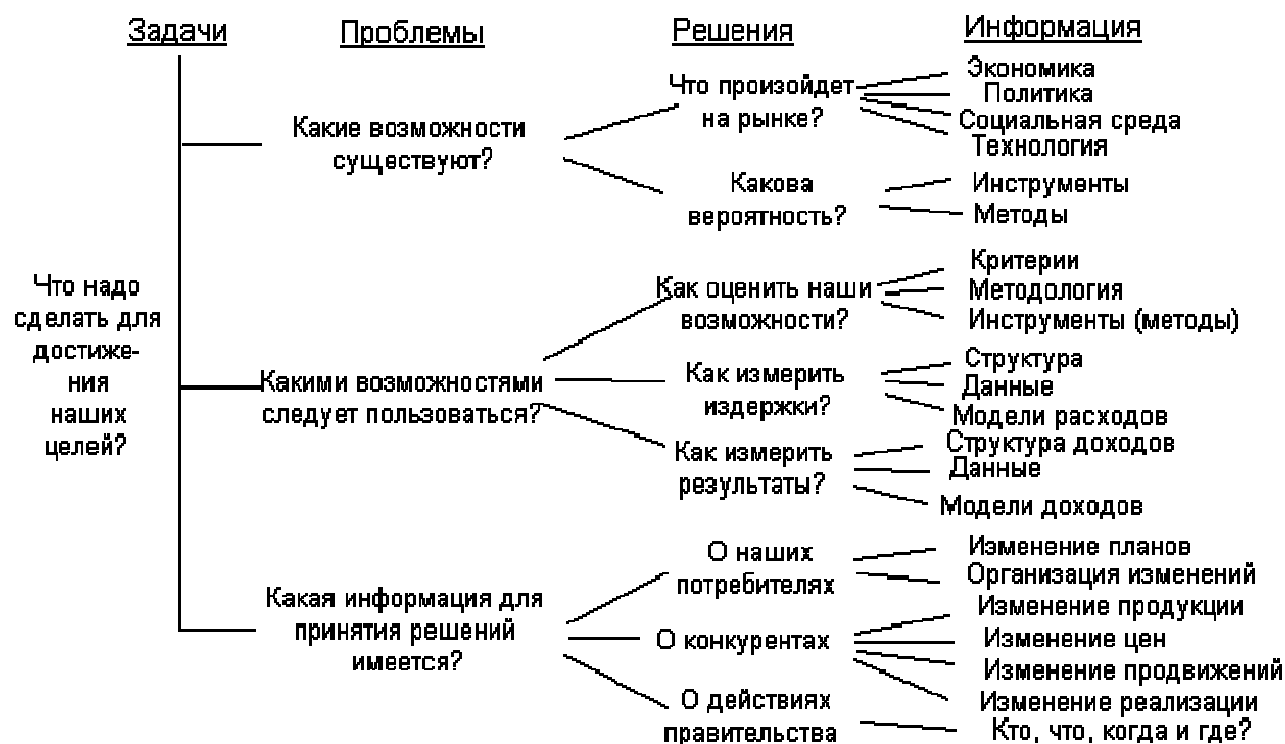 Задачи
Проблемы
Решения
Информация
Что надо
сделать для
достиже-
ния
наших
целей?
Какие возможности
существуют?
Что произойдет
на рынке?
Экономика
Политика
Социальная среда
Технология
Какова
вероятность?
Инструменты
Методы
Какими возможностями
следует пользоваться?
Как оценить наши
возможности?
Критерии
Методология
Инструменты (методы)
Как измерить
издержки?
Структура
Данные
Модели расходов
Как измерить
результаты?
Структура доходов
Данные
Модели доходов
Какая информация для
принятия решений
имеется?
О наших
потребителях
Изменение планов
Организация изменений
О конкурентах
Изменение продукции
Изменение цен
Изменение продвижений
Изменение реализации
О действиях
правительства
Кто, что, когда и где?